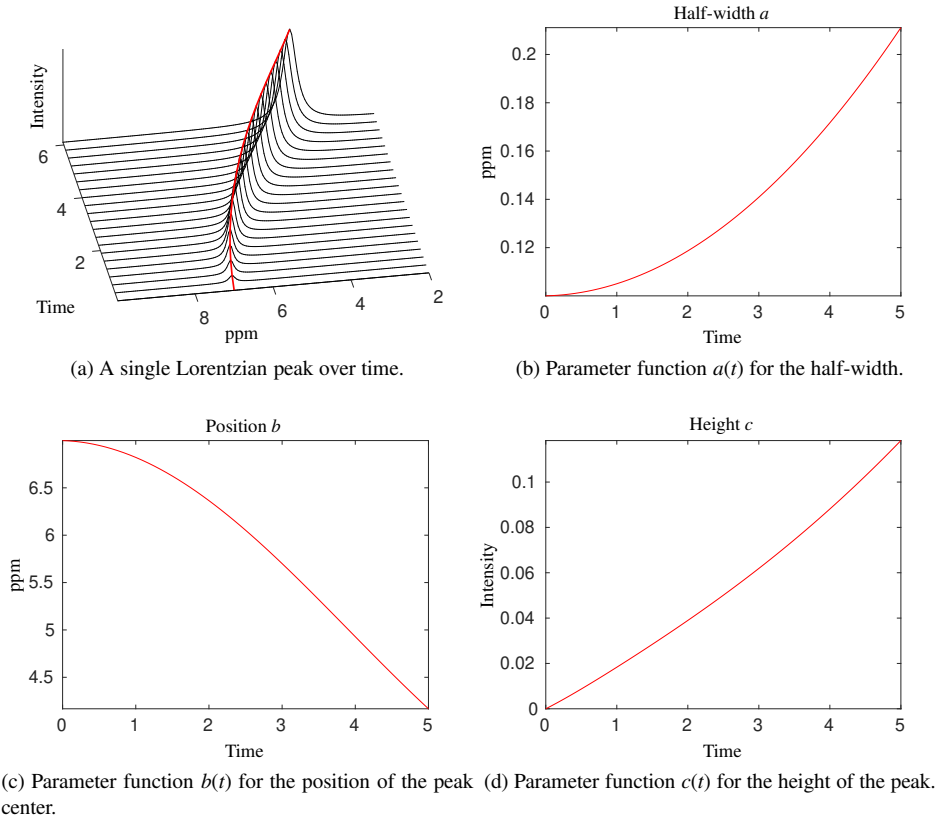 Intensity
6
4
2
Time
8
6
4
2
ppm
(a) A single Lorentzian peak over time.
Half-width a
0.2
0.18
0.16
0.14
0.12
ppm
0 1 2 3 4 5
Time
(b) Parameter function a(t) for the half-width.
Position b
6.5
6
5.5
5
4.5
ppm
0 1 2 3 4 5
Time
(c) Parameter function b(t) for the position of the peak
center.
Height c
0.1
0.08
0.06
0.04
0.02
0
Intensity
0 1 2 3 4 5
Time
(d) Parameter function c(t) for the height of the peak.